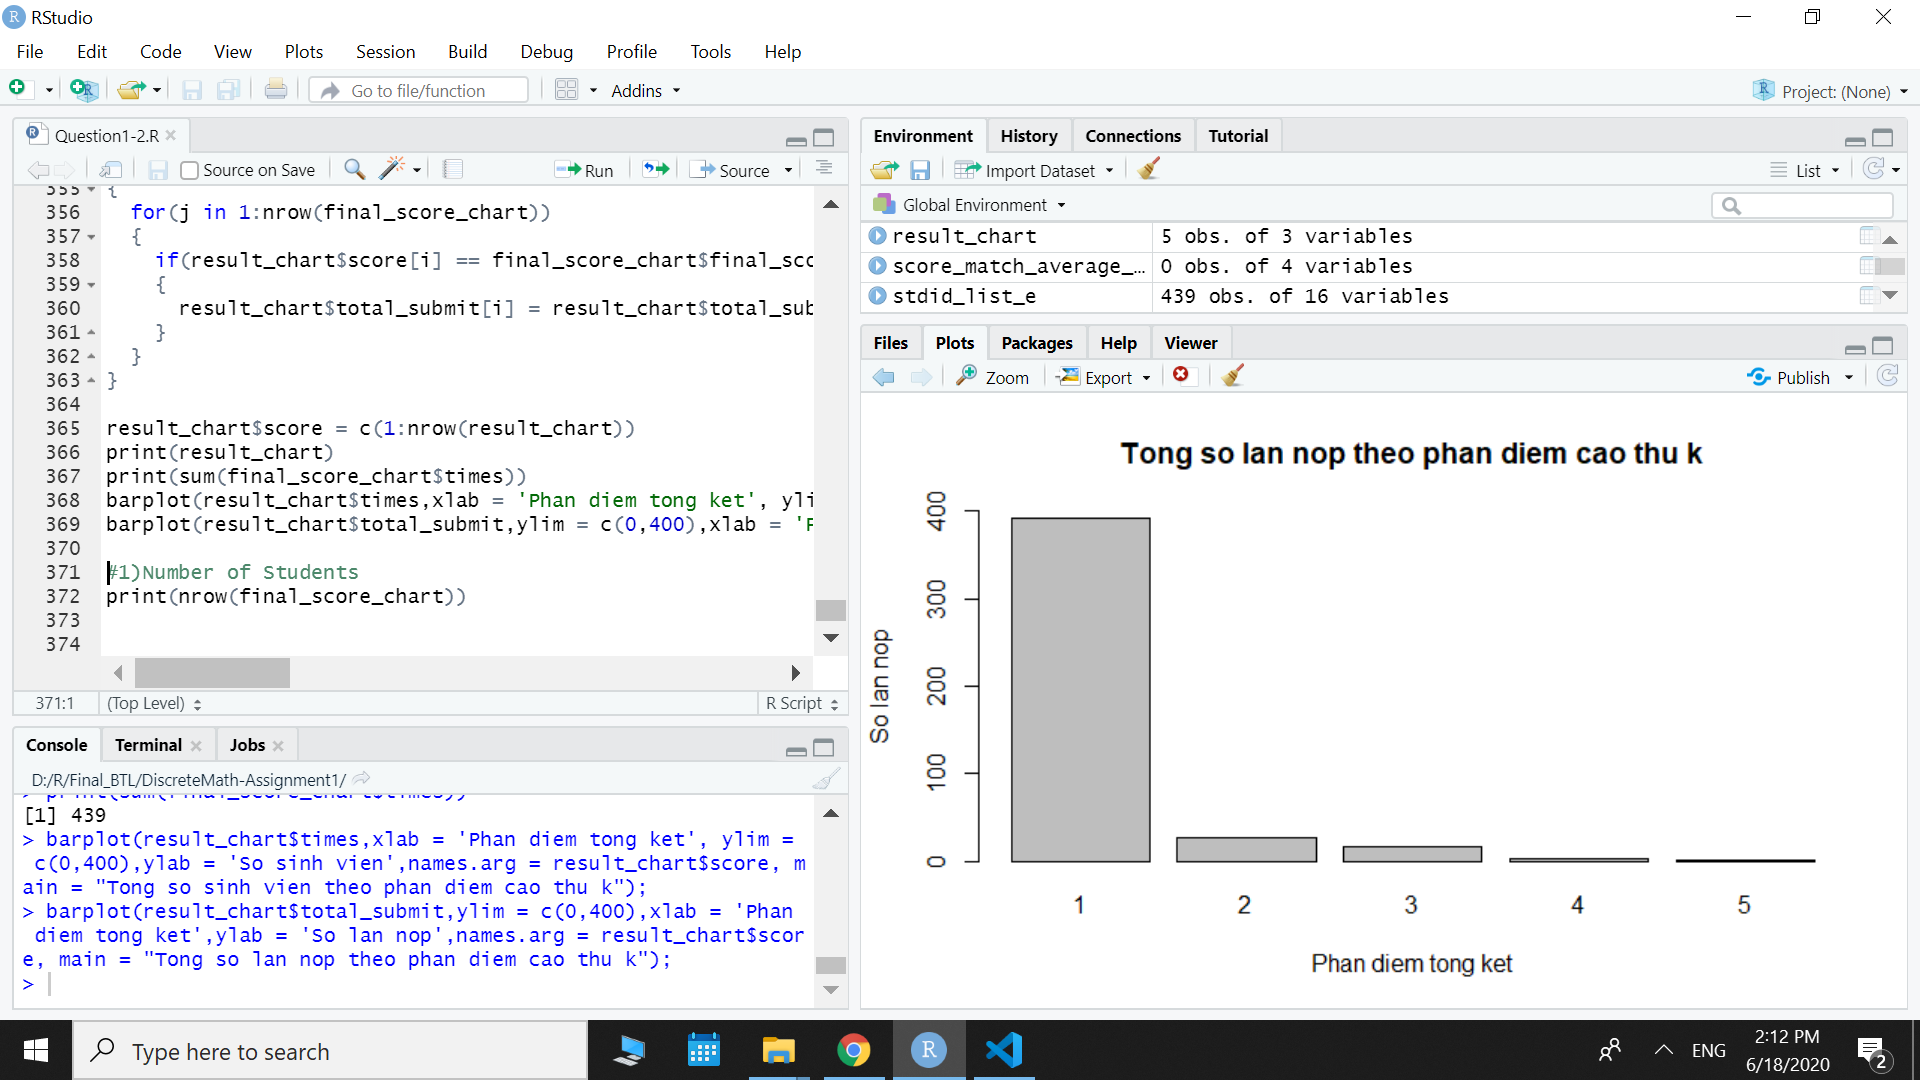 RStudio
File Edit Code View Plots Session Build Debug Profile Tools Help
Go to file/function Addins Project: (None)
Question1-2.R
Source on Save Run Source
355 {
356 for(j in 1:nrow(final_score_chart))
357 {
358 if(result_chart$score[i] == final_score_chart$final_sco
359 {
360 result_chart$total_submit[i] = result_chart$total_sub
361 }
362 }
363 }
364
365 result_chart$score = c(1:nrow(result_chart))
366 print(result_chart)
367 print(sum(final_score_chart$times))
368 barplot(result_chart$times,xlab = 'Phan diem tong ket', yli
369 barplot(result_chart$total_submit,ylim = c(0,400),xlab = 'P
370
371 #1)Number of Students
372 print(nrow(final_score_chart))
373
374
371:1 (Top Level) R Script
Console Terminal Jobs
D:/R/Final_BTL/DiscreteMath-Assignment1/
> print(sum(final_score_chart$times))
[1] 439
> barplot(result_chart$times,xlab = 'Phan diem tong ket', ylim =
c(0,400),ylab = 'So sinh vien',names.arg = result_chart$score, m
ain = "Tong so sinh vien theo phan diem cao thu k");
> barplot(result_chart$total_submit,ylim = c(0,400),xlab = 'Phan
diem tong ket',ylab = 'So lan nop',names.arg = result_chart$scor
e, main = "Tong so lan nop theo phan diem cao thu k");
>
Environment History Connections Tutorial
Import Dataset List
Global Environment
result_chart 5 obs. of 3 variables
score_match_average_… 0 obs. of 4 variables
stdid_list_e 439 obs. of 16 variables
Files Plots Packages Help Viewer
Zoom Export Publish
Tong so lan nop theo phan diem cao thu k
So lan nop
400
300
200
100
0
1 2 3 4 5
Phan diem tong ket
Type here to search
ENG
2:12 PM
6/18/2020
2